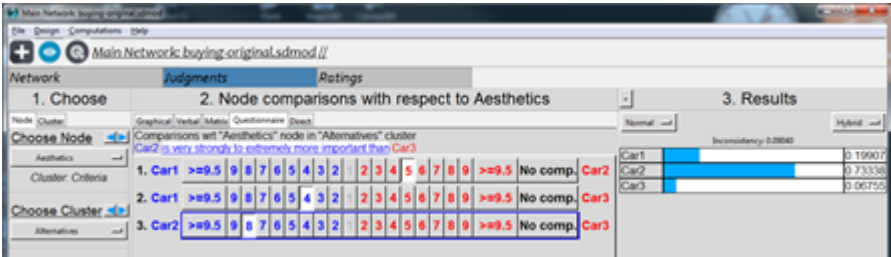 Main Network: buying-original.sdmod
File Design Computations Help
Main Network: buying-original.sdmod //
Network Judgments Ratings
1. Choose
Node Cluster
Choose Node
Aesthetics
Cluster: Criteria
Choose Cluster
Alternatives
2. Node comparisons with respect to Aesthetics
Graphical Verbal Matrix Questionnaire Direct
Comparisons wrt "Aesthetics" node in "Alternatives" cluster
Car2 is very strongly to extremely more important than Car3
1. Car1 >=9.5 9 8 7 6 5 4 3 2 2 3 4 5 6 7 8 9 >=9.5 No comp. Car2
2. Car1 >=9.5 9 8 7 6 5 4 3 2 2 3 4 5 6 7 8 9 >=9.5 No comp. Car3
3. Car2 >=9.5 9 8 7 6 5 4 3 2 2 3 4 5 6 7 8 9 >=9.5 No comp. Car3
3. Results
Normal Hybrid
Inconsistency: 0.09040
Car1 0.19907
Car2 0.73338
Car3 0.06755